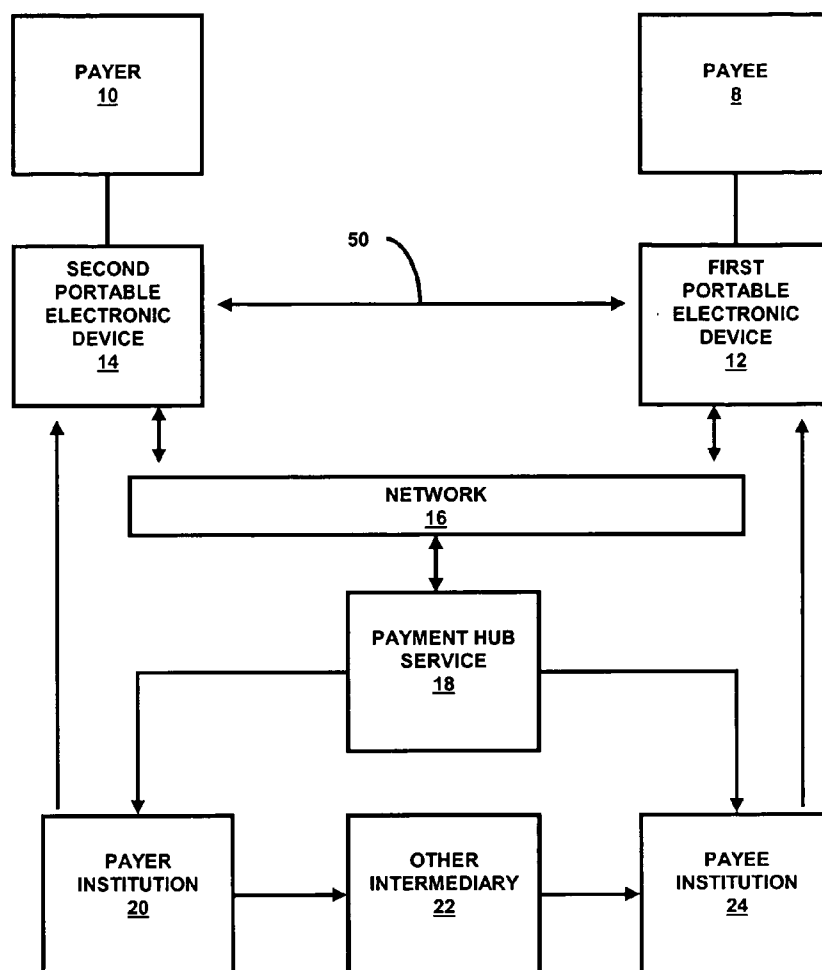 PAYER
10
PAYEE
8
50
SECOND
PORTABLE
ELECTRONIC
DEVICE
14
FIRST
PORTABLE
ELECTRONIC
DEVICE
12
NETWORK
16
PAYMENT HUB
SERVICE
18
PAYER
INSTITUTION
20
OTHER
INTERMEDIARY
22
PAYEE
INSTITUTION
24